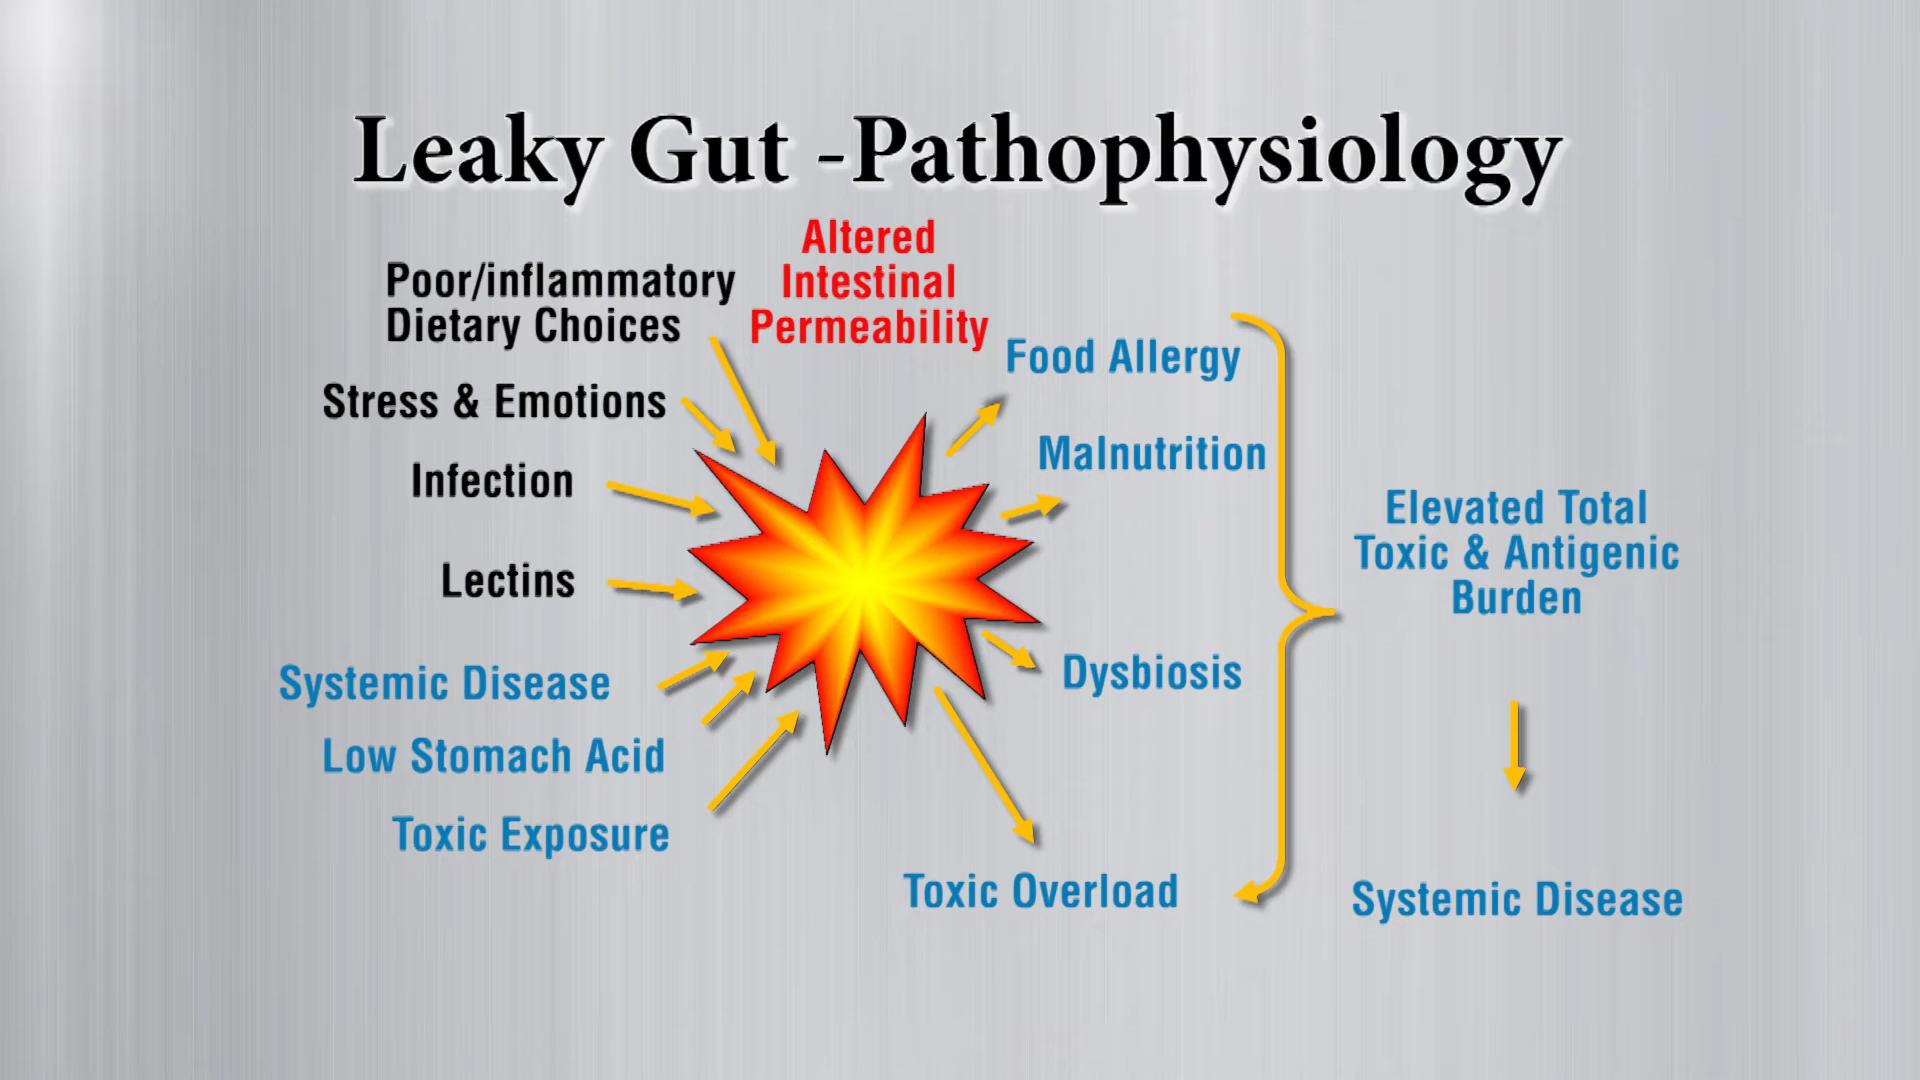 Leaky Gut -Pathophysiology
Altered
Intestinal
Permeability
Poor/inflammatory
Dietary Choices
Stress & Emotions
Infection
Lectins
Systemic Disease
Low Stomach Acid
Toxic Exposure
Food Allergy
Malnutrition
Dysbiosis
Toxic Overload
Elevated Total
Toxic & Antigenic
Burden
Systemic Disease